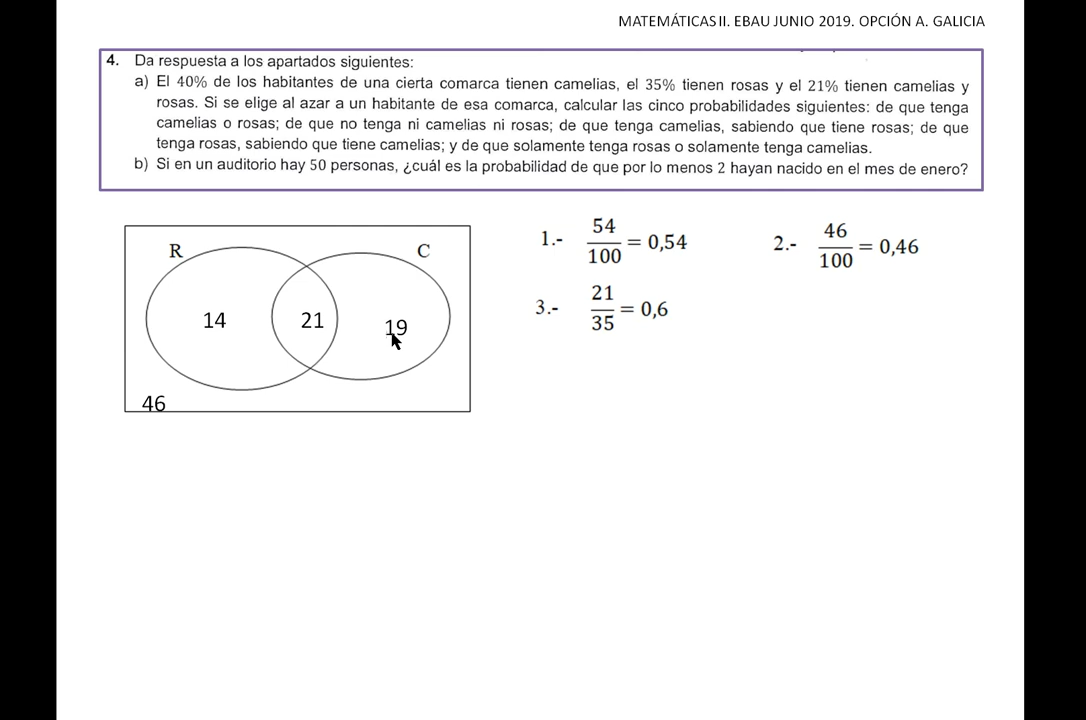 MATEMÁTICAS II. EBAU JUNIO 2019. OPCIÓN A. GALICIA
4. Da respuesta a los apartados siguientes:
a) El 40% de los habitantes de una cierta comarca tienen camelias, el 35% tienen rosas y el 21% tienen camelias y
rosas. Si se elige al azar a un habitante de esa comarca, calcular las cinco probabilidades siguientes: de que tenga
camelias o rosas; de que no tenga ni camelias ni rosas; de que tenga camelias, sabiendo que tiene rosas; de que
tenga rosas, sabiendo que tiene camelias; y de que solamente tenga rosas o solamente tenga camelias.
b) Si en un auditorio hay 50 personas, ¿cuál es la probabilidad de que por lo menos 2 hayan nacido en el mes de enero?
R C
14 21 19
46
1.- 54/100 = 0,54
2.- 46/100 = 0,46
3.- 21/35 = 0,6